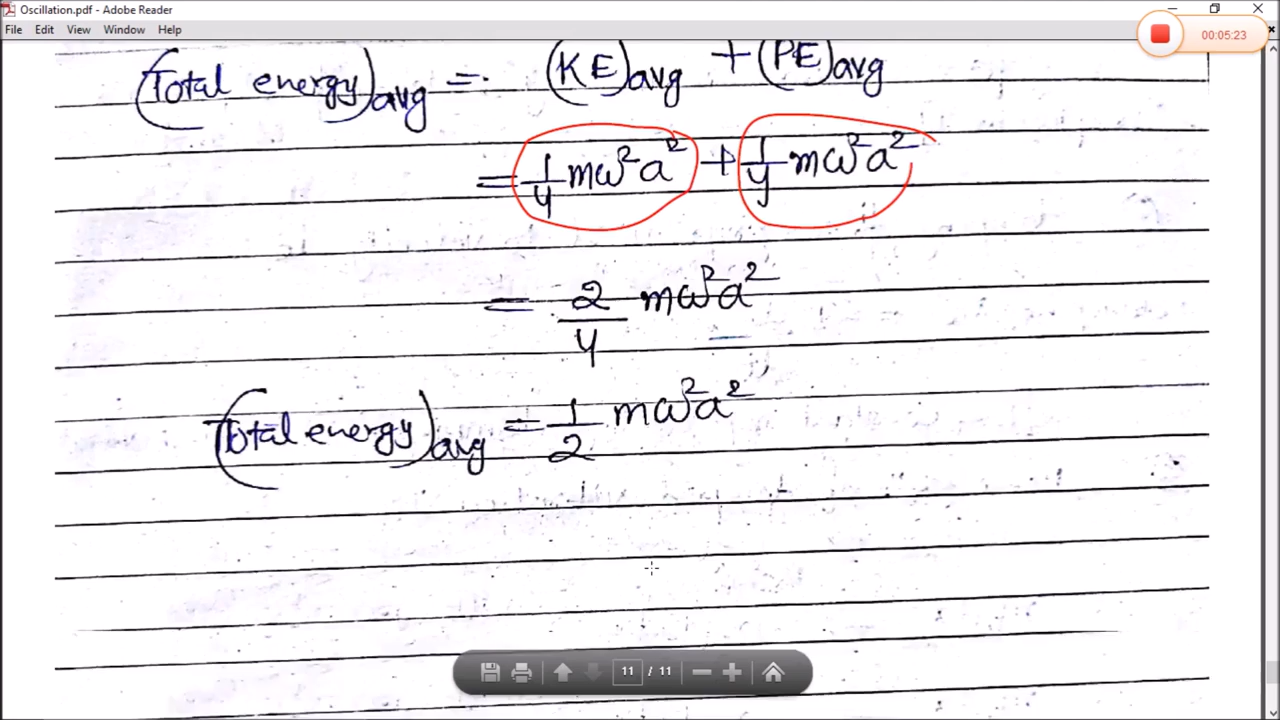 Oscillation.pdf - Adobe Reader
File Edit View Window Help
00:05:23
(Total energy)avg = (KE)avg + (PE)avg
= 1/4 mω²a² + 1/4 mω²a²
= 2/4 mω²a²
(Total energy)avg = 1/2 mω²a²
11 / 11